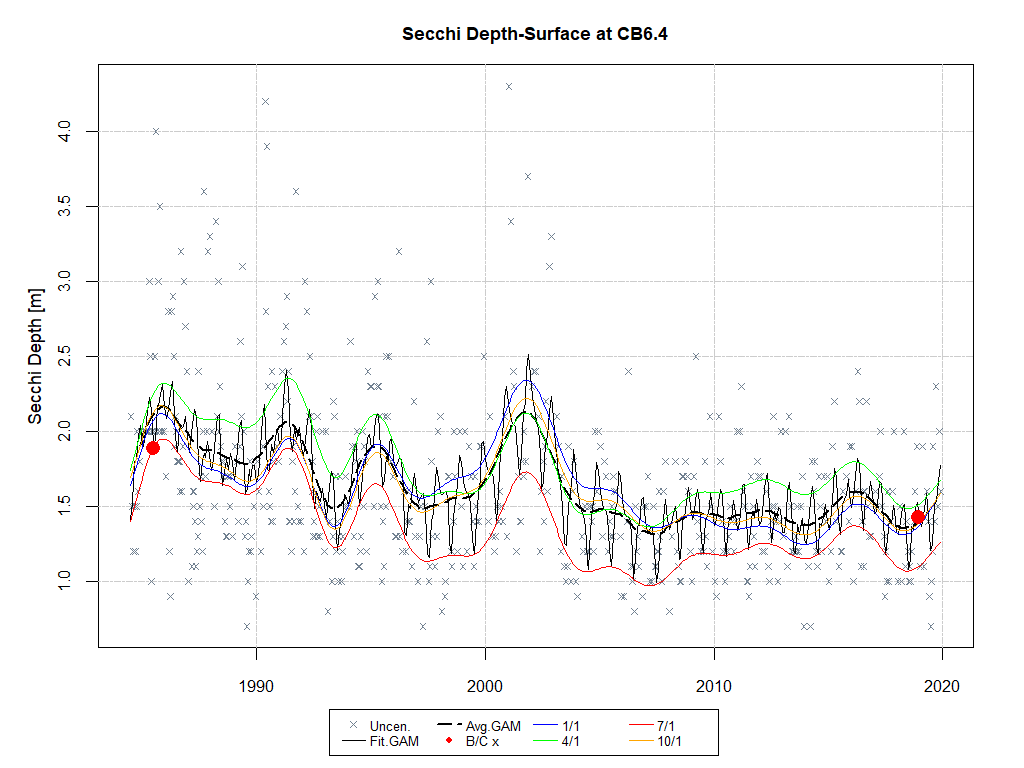 Secchi Depth-Surface at CB6.4
Secchi Depth [m]
4.0
3.5
3.0
2.5
2.0
1.5
1.0
1990 2000 2010 2020
Uncen. Avg.GAM 1/1 7/1
Fit.GAM B/C x 4/1 10/1